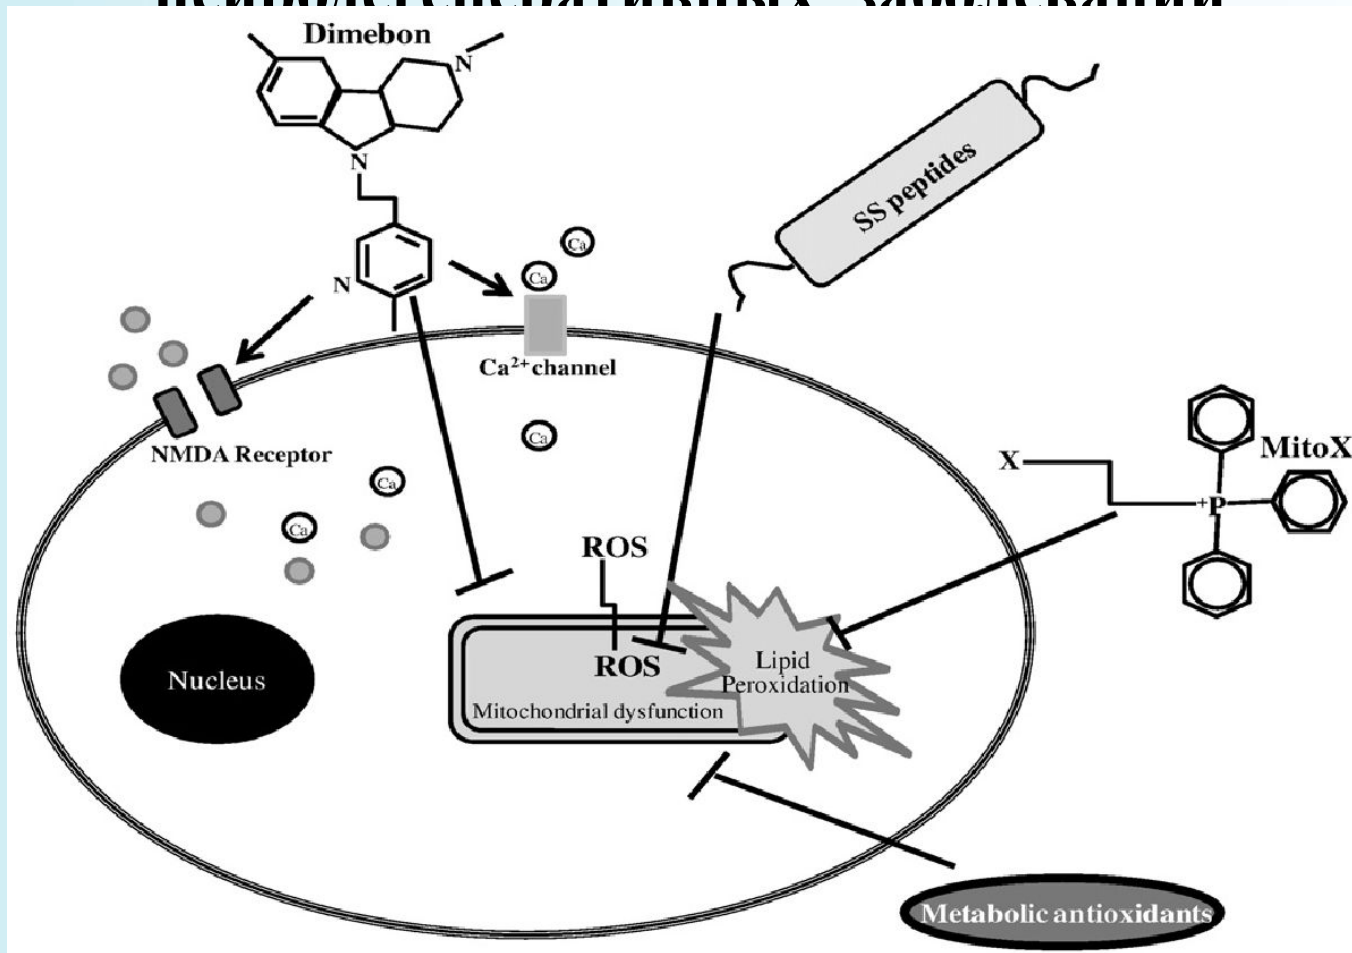 Dimebon
N
N
N
SS peptides
Ca
Ca
Ca²⁺channel
Ca
NMDA Receptor
Ca
Ca
X
⁺P
MitoX
ROS
ROS
Lipid
Peroxidation
Mitochondrial dysfunction
Nucleus
Metabolic antioxidants